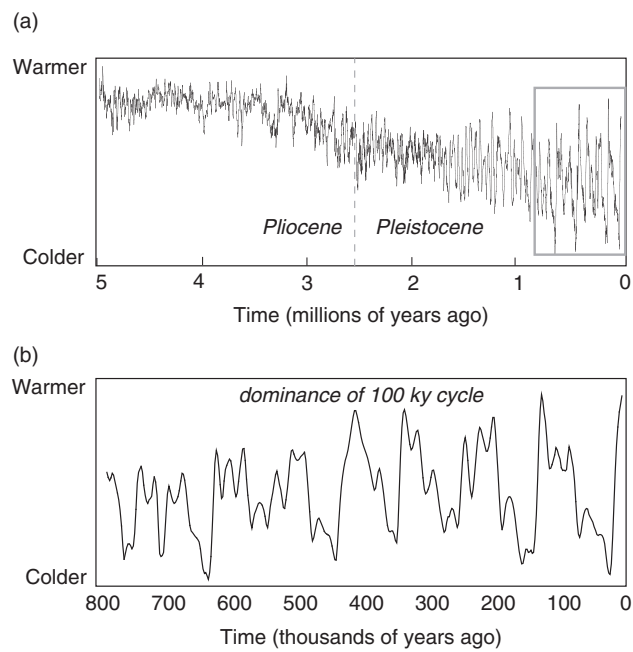 (a)
Warmer
Pliocene Pleistocene
Colder
5 4 3 2 1 0
Time (millions of years ago)
(b)
Warmer
dominance of 100 ky cycle
Colder
800 700 600 500 400 300 200 100 0
Time (thousands of years ago)